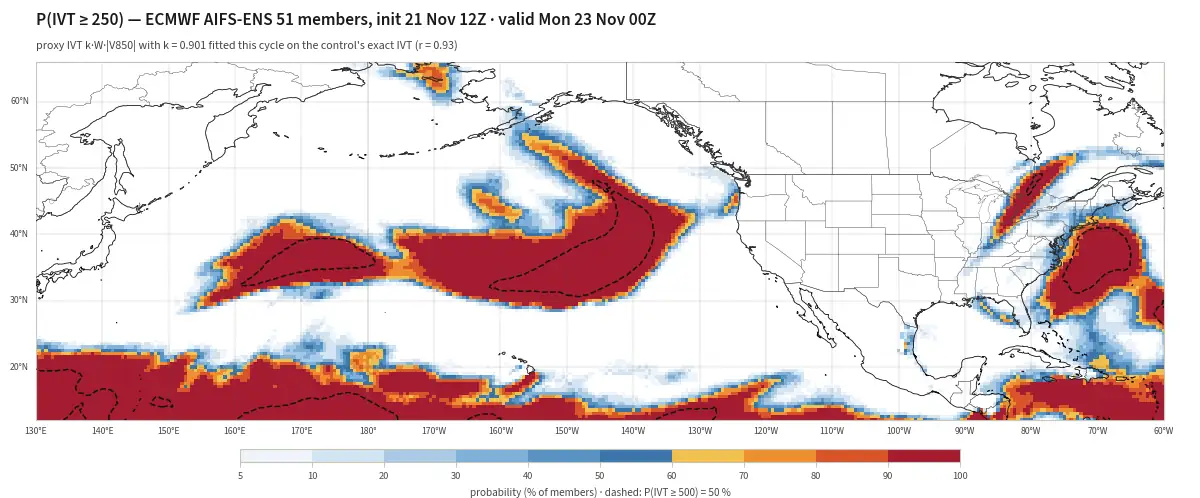 P(IVT ≥ 250) — ECMWF AIFS-ENS 51 members, init 21 Nov 12Z · valid Mon 23 Nov 00Z
proxy IVT k·W·|V850| with k = 0.901 fitted this cycle on the control's exact IVT (r = 0.93)
60°N
50°N
40°N
30°N
20°N
130°E 140°E 150°E 160°E 170°E 180° 170°W 160°W 150°W 140°W 130°W 120°W 110°W 100°W 90°W 80°W 70°W 60°W
5 10 20 30 40 50 60 70 80 90 100
probability (% of members) · dashed: P(IVT ≥ 500) = 50 %